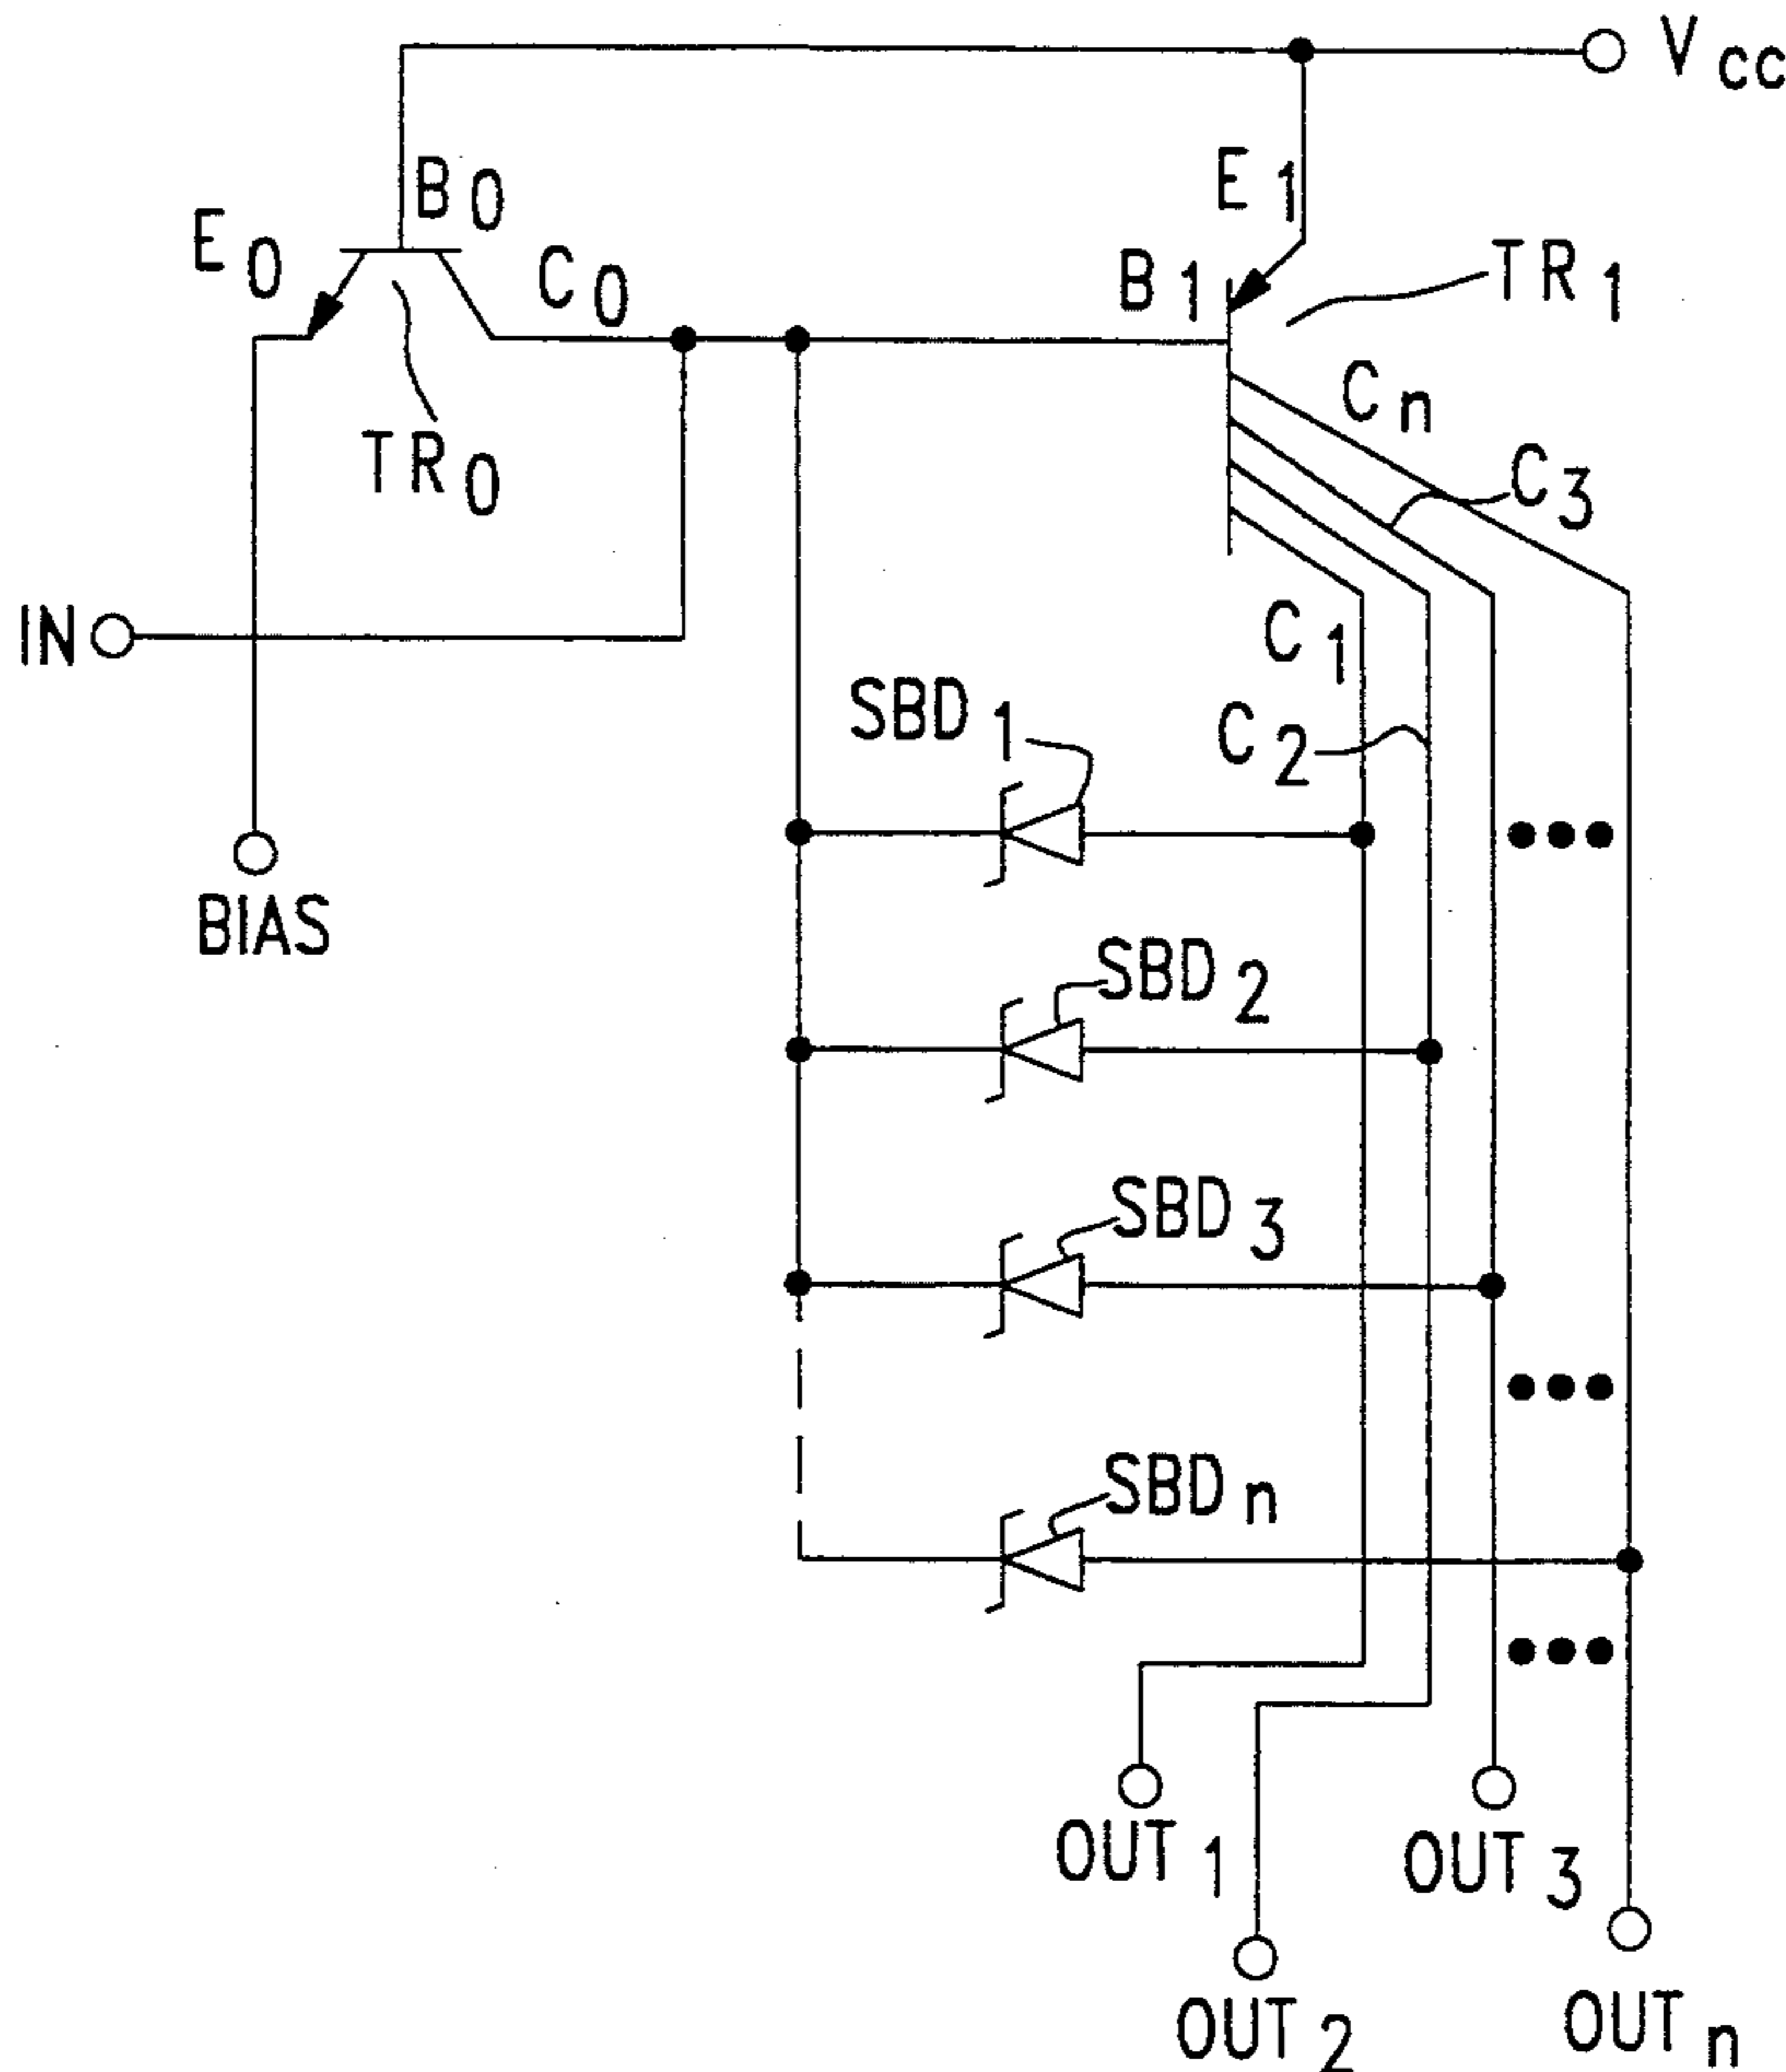 Vcc
B0
E1
E0
C0
B1
TR1
Cn
TR0
C3
IN
C1
SBD1
C2
BIAS
SBD2
SBD3
SBDn
OUT1
OUT3
OUT2
OUTn